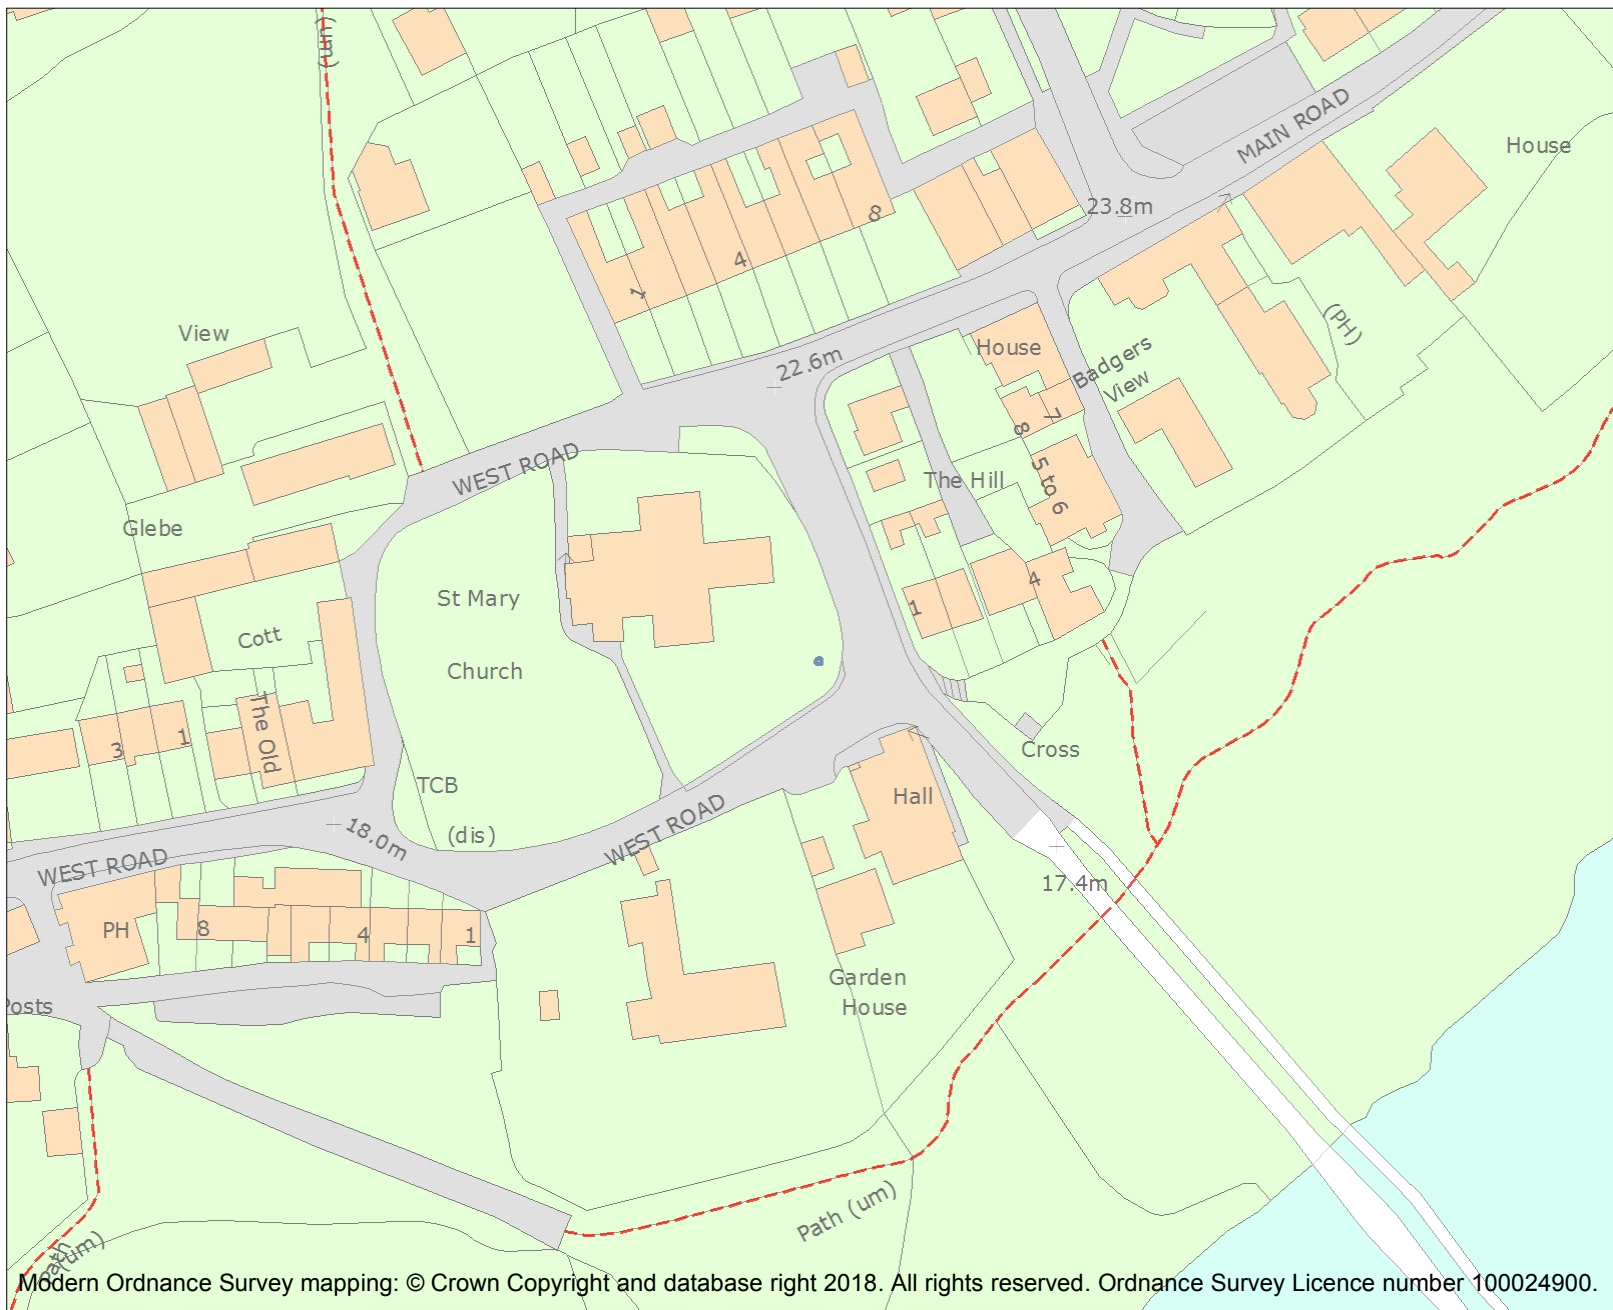 (um)
MAIN ROAD
House
23.8m
8
4
1
View
22.6m
House
(PH)
Badgers
View
7
8
WEST ROAD
The Hill
5 to 6
Glebe
St Mary
4
1
Cott
Church
The Old
1
3
Cross
TCB
Hall
(dis)
18.0m
WEST ROAD
WEST ROAD
17.4m
PH
8
4
1
Garden
House
Posts
Path (um)
Path
(um)
Modern Ordnance Survey mapping: © Crown Copyright and database right 2018. All rights reserved. Ordnance Survey Licence number 100024900.